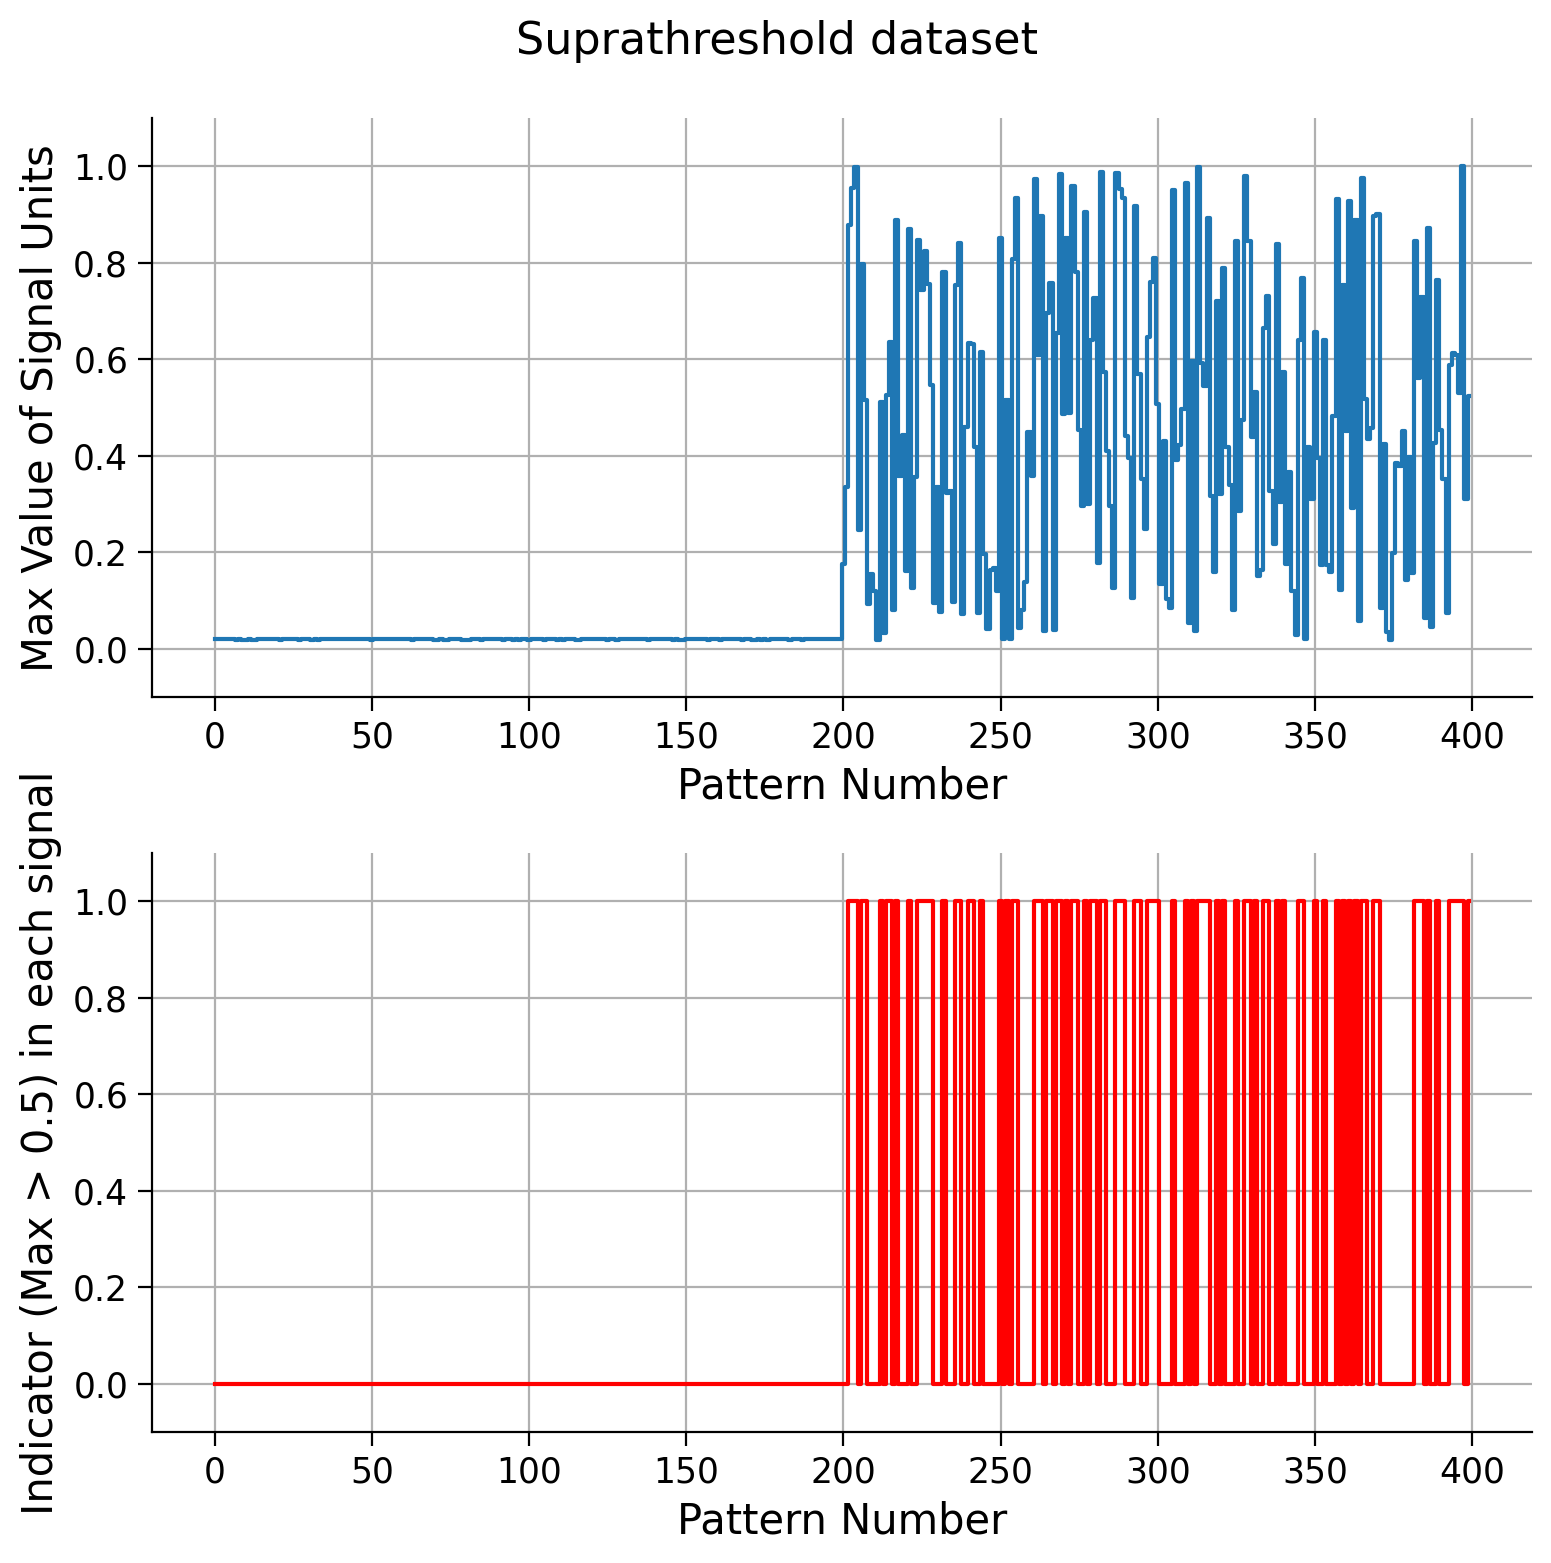 Suprathreshold dataset
Max Value of Signal Units
1.0
0.8
0.6
0.4
0.2
0.0
0 50 100 150 200 250 300 350 400
Pattern Number
Indicator (Max > 0.5) in each signal
1.0
0.8
0.6
0.4
0.2
0.0
0 50 100 150 200 250 300 350 400
Pattern Number